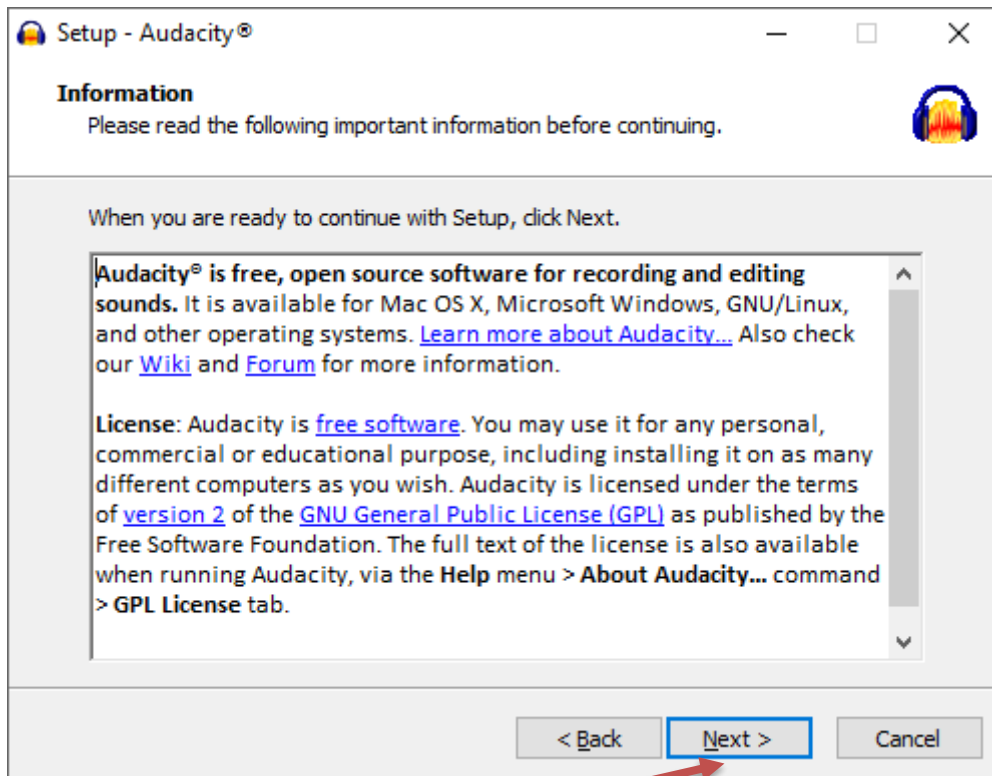 Setup - Audacity®
Information
Please read the following important information before continuing.
When you are ready to continue with Setup, click Next.
Audacity® is free, open source software for recording and editing
sounds. It is available for Mac OS X, Microsoft Windows, GNU/Linux,
and other operating systems. Learn more about Audacity... Also check
our Wiki and Forum for more information.
License: Audacity is free software. You may use it for any personal,
commercial or educational purpose, including installing it on as many
different computers as you wish. Audacity is licensed under the terms
of version 2 of the GNU General Public License (GPL) as published by the
Free Software Foundation. The full text of the license is also available
when running Audacity, via the Help menu > About Audacity... command
> GPL License tab.
< Back Next > Cancel